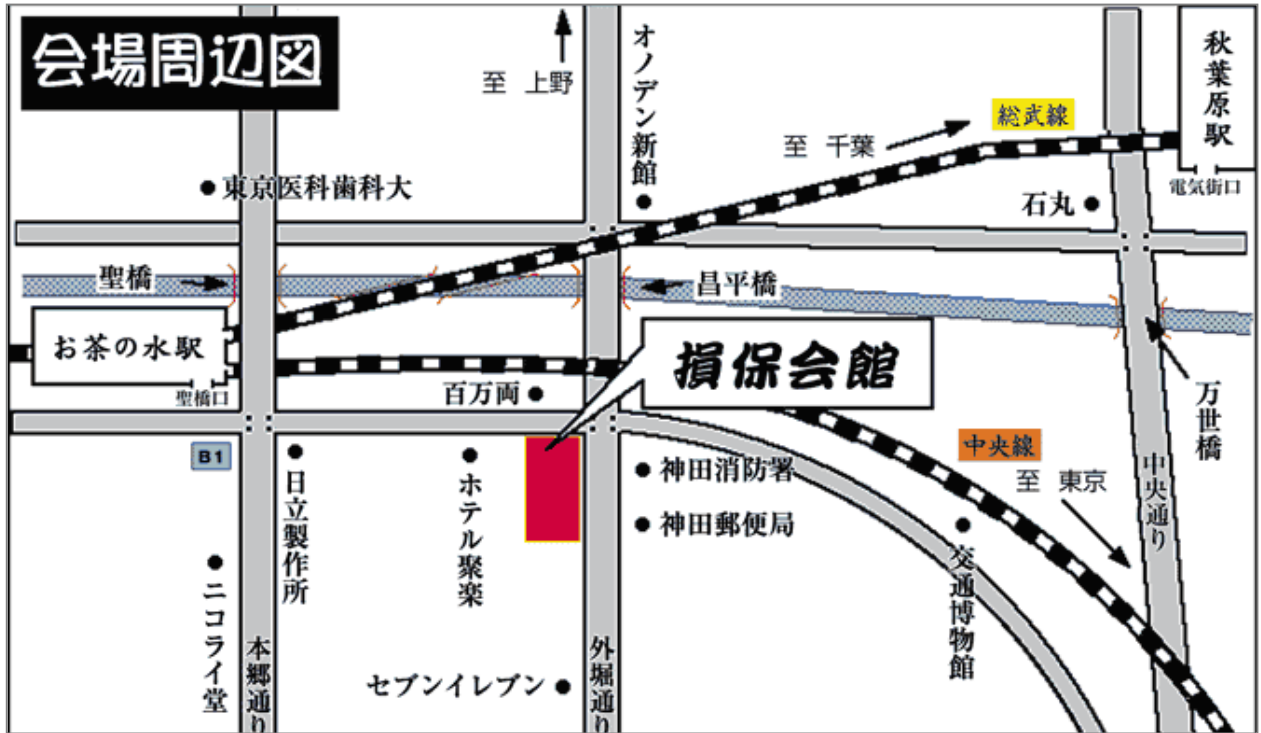 会場周辺図
至 上野
オノデン新館
秋葉原駅
総武線
至 千葉
電気街口
東京医科歯科大
石丸
聖橋
昌平橋
お茶の水駅
損保会館
聖橋口
百万両
万世橋
B1
中央線
至 東京
中央通り
日立製作所
ホテル聚楽
神田消防署
神田郵便局
交通博物館
ニコライ堂
本郷通り
外堀通り
セブンイレブン